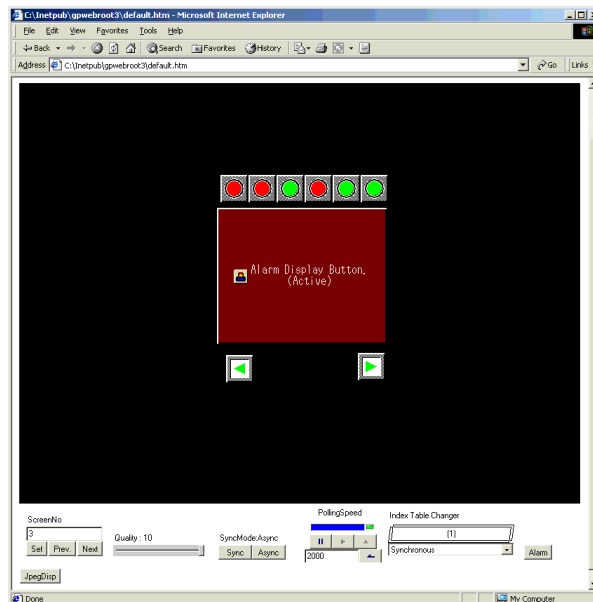 C:\Inetpub\gpwebroot3\default.htm - Microsoft Internet Explorer
File Edit View Favorites Tools Help
Back Search Favorites History
Address C:\Inetpub\gpwebroot3\default.htm Go Links
Alarm Display Button.
(Active)
PollingSpeed
Index Table Changer
ScreenNo
3
Quality : 10
SyncMode:Async
(1)
Set Prev. Next
Sync Async
2000
Synchronous
Alarm
JpegDisp
Done My Computer